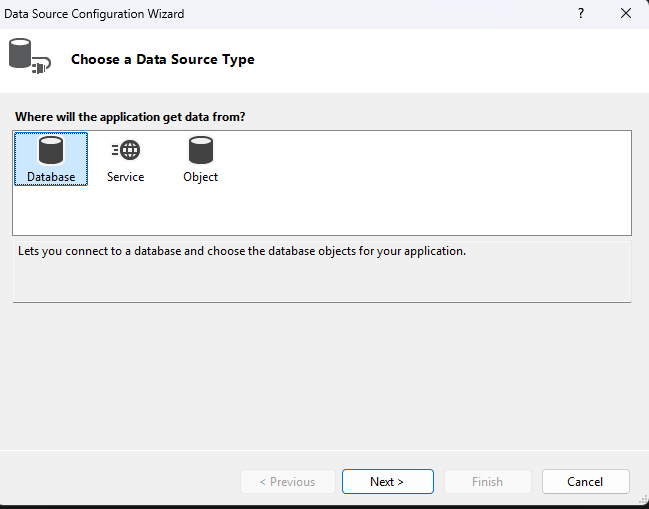 Data Source Configuration Wizard
?
Choose a Data Source Type
Where will the application get data from?
Database Service Object
Lets you connect to a database and choose the database objects for your application.
< Previous Next > Finish Cancel